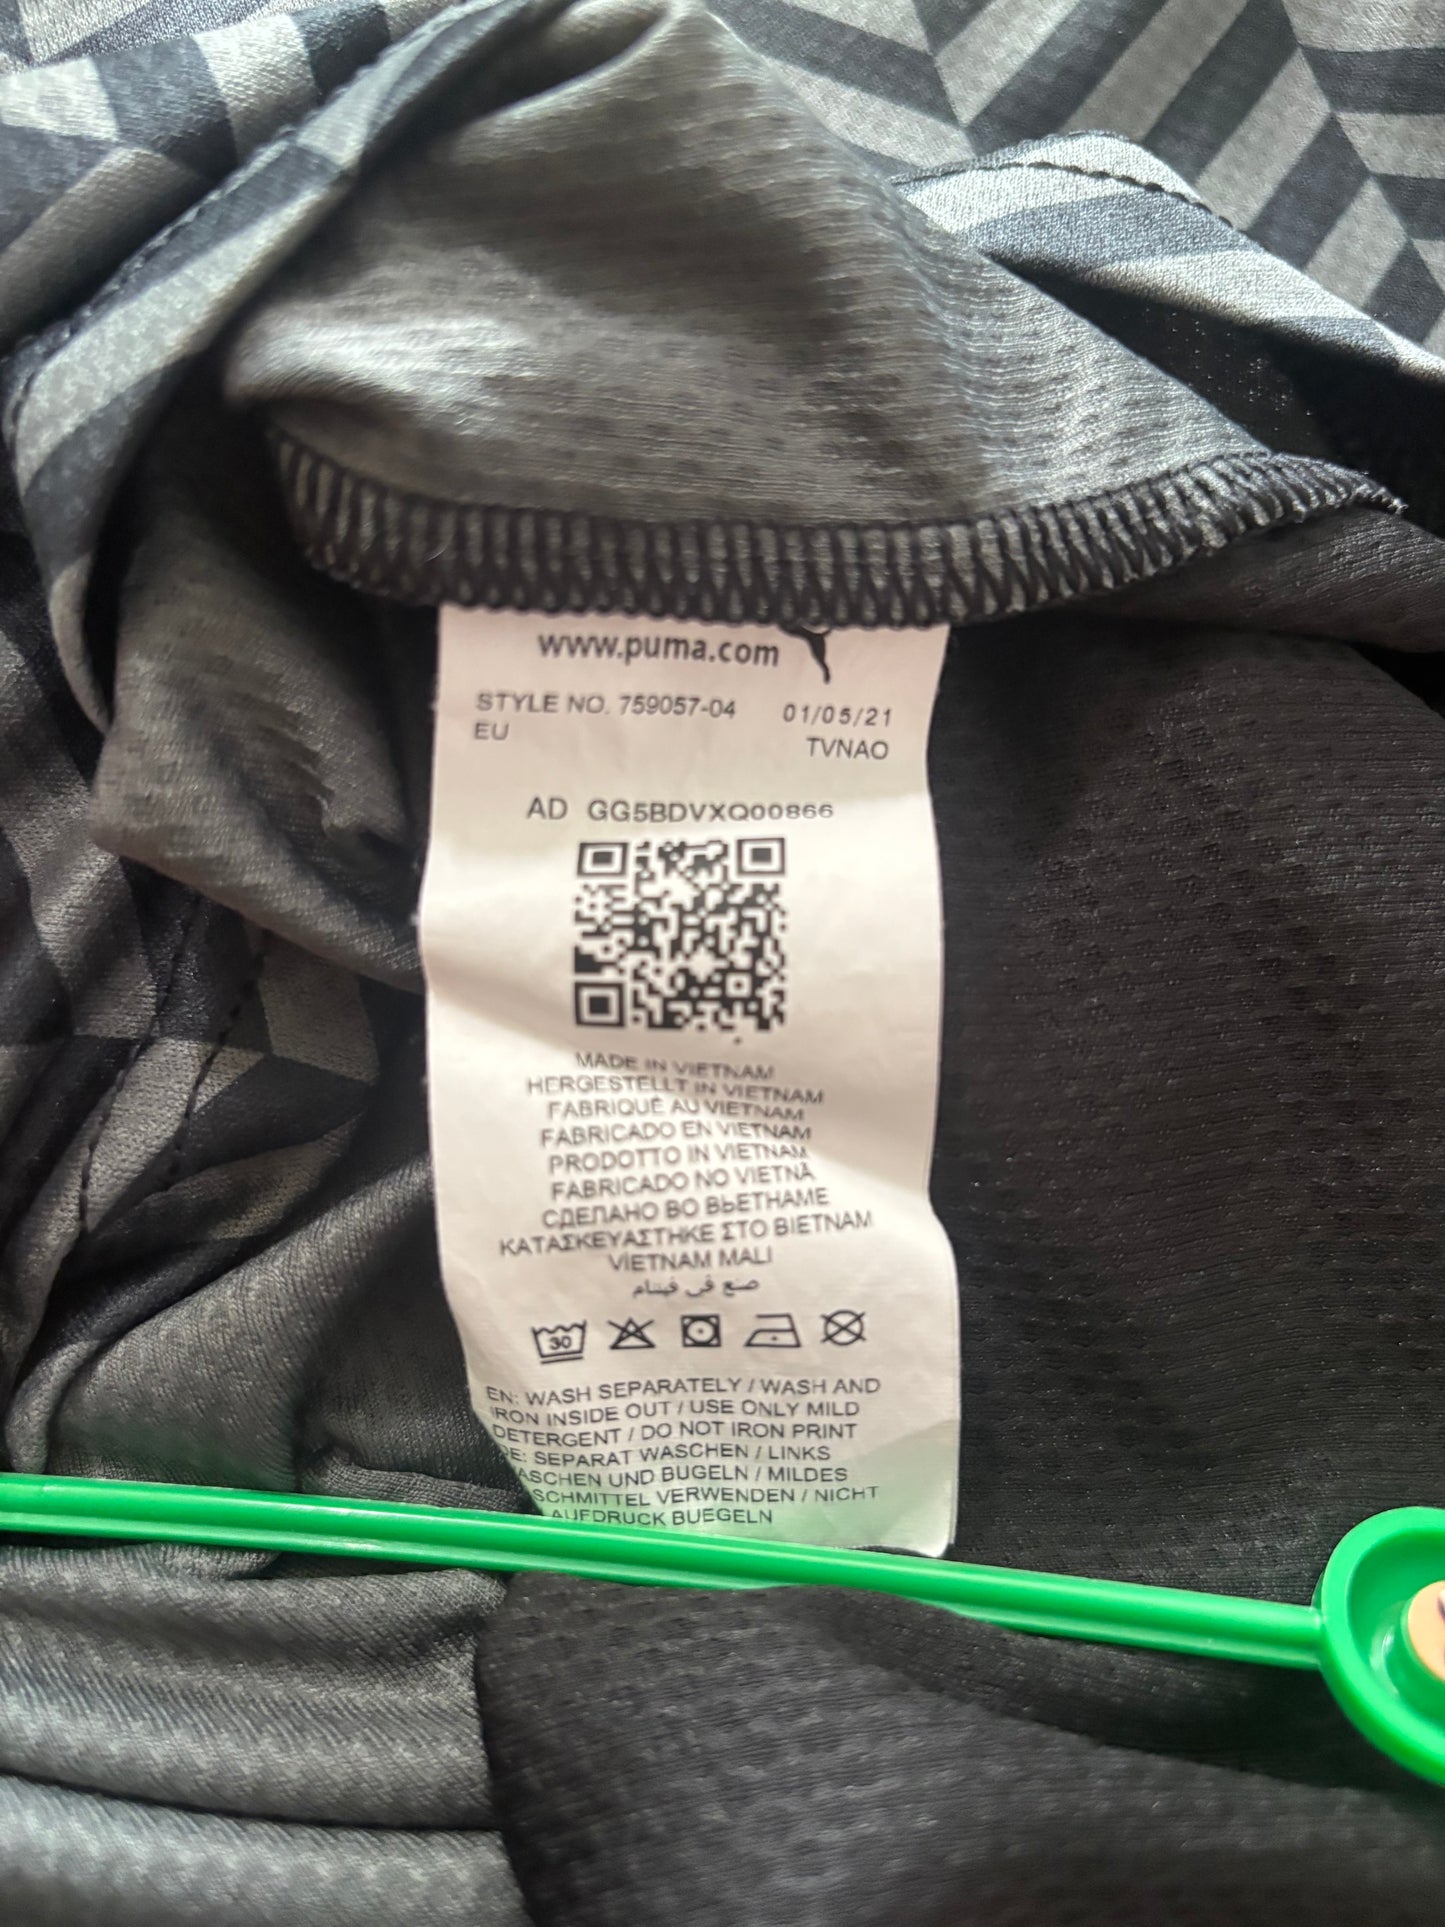 www.puma.com
STYLE NO. 759057-04 01/05/21
EU TVNAO
AD GG5BDVXQ00866
MADE IN VIETNAM
HERGESTELLT IN VIETNAM
FABRIQUÉ AU VIETNAM
FABRICADO EN VIETNAM
PRODOTTO IN VIETNAM
FABRICADO NO VIETNÃ
СДЕЛАНО ВО ВЬЕТНАМЕ
ΚΑΤΑΣΚΕΥΑΣΤΗΚΕ ΣΤΟ ΒΙΕΤΝΑΜ
VİETNAM MALI
صنع في فيتنام
30
EN: WASH SEPARATELY / WASH AND
IRON INSIDE OUT / USE ONLY MILD
DETERGENT / DO NOT IRON PRINT
DE: SEPARAT WASCHEN / LINKS
ASCHEN UND BUGELN / MILDES
SCHMITTEL VERWENDEN / NICHT
AUFDRUCK BUEGELN